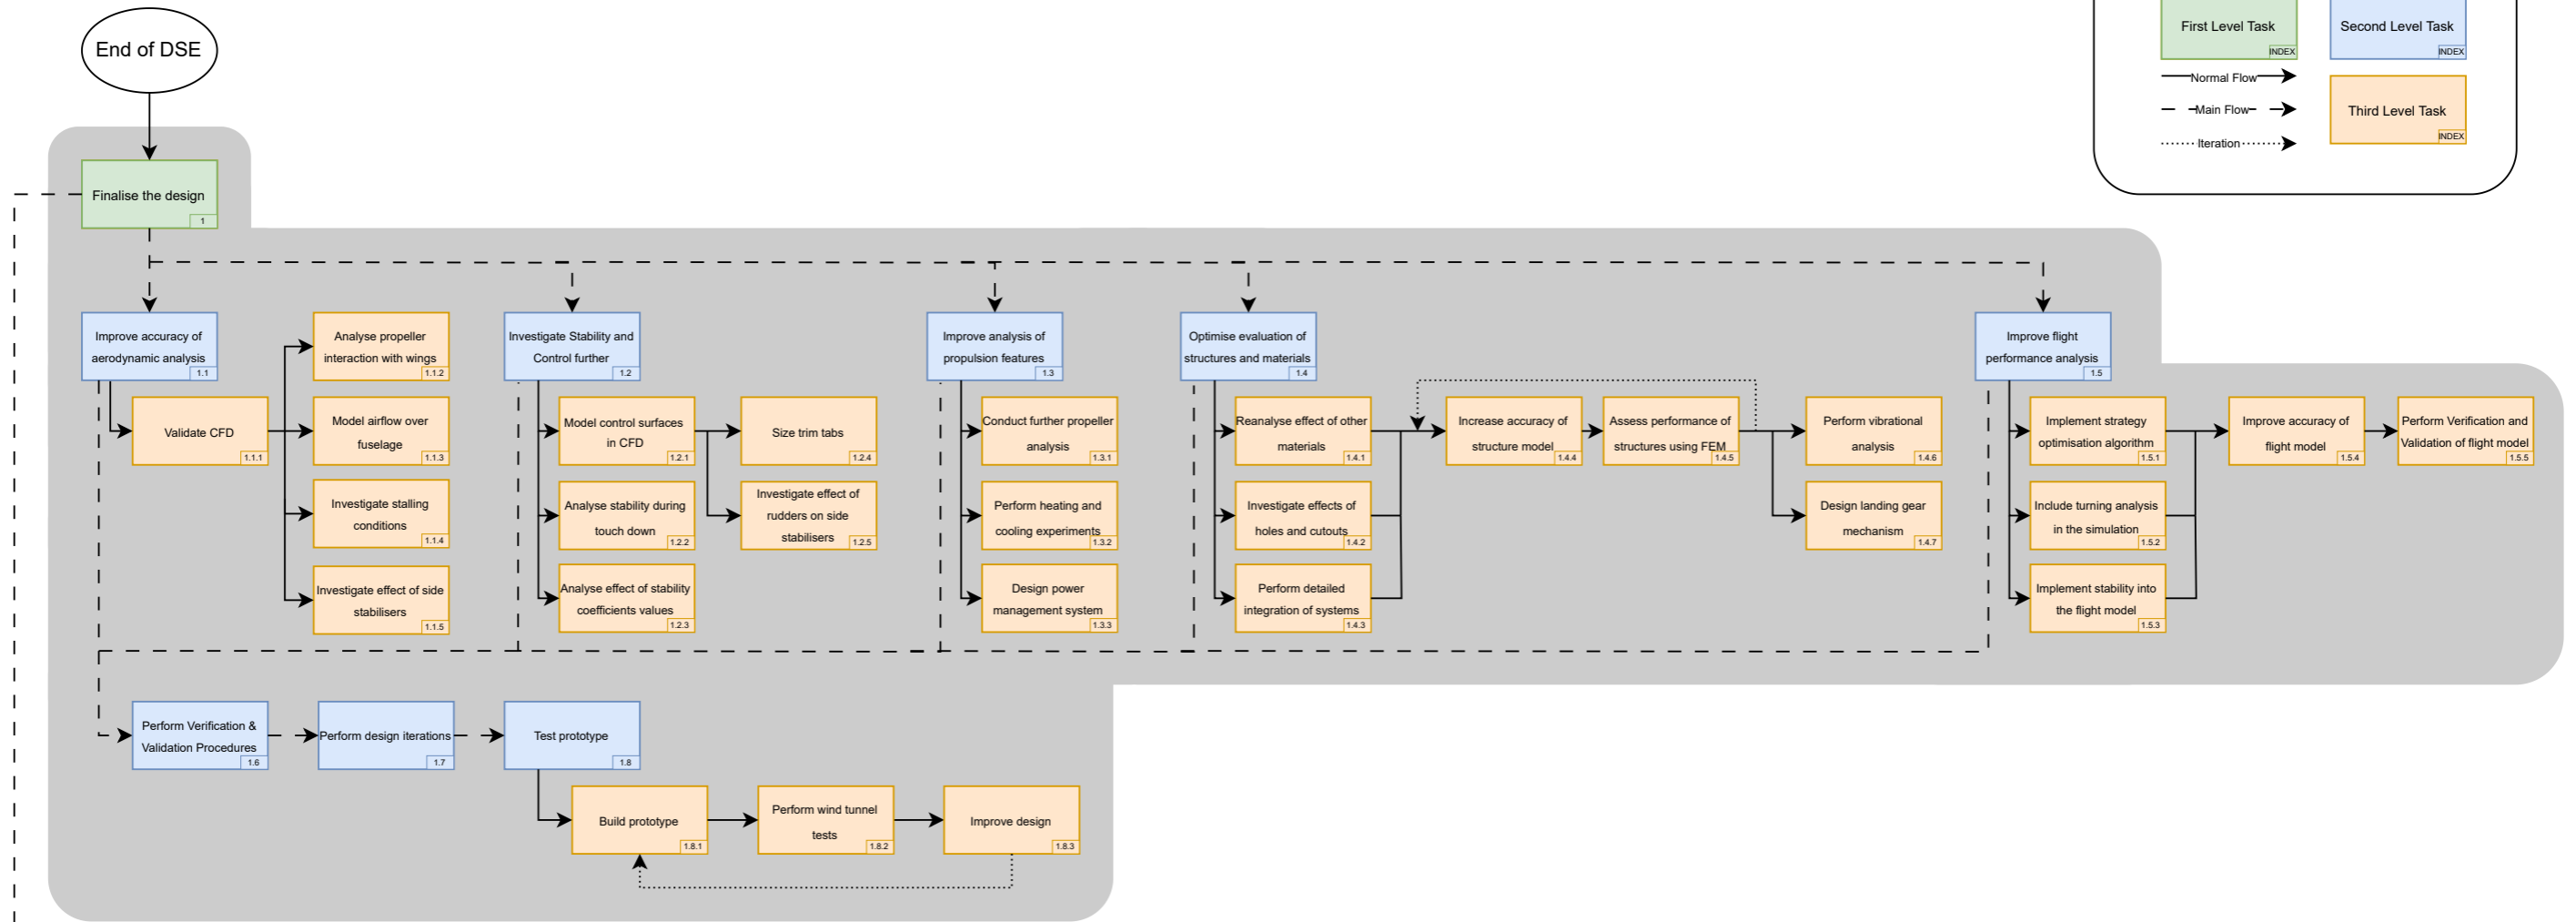 End of DSE
First Level Task
INDEX
Second Level Task
INDEX
Normal Flow
Main Flow
Iteration
Third Level Task
INDEX
Finalise the design
1
Improve accuracy of
aerodynamic analysis
1.1
Validate CFD
1.1.1
Analyse propeller
interaction with wings
1.1.2
Model airflow over
fuselage
1.1.3
Investigate stalling
conditions
1.1.4
Investigate effect of side
stabilisers
1.1.5
Investigate Stability and
Control further
1.2
Model control surfaces
in CFD
1.2.1
Analyse stability during
touch down
1.2.2
Analyse effect of stability
coefficients values
1.2.3
Size trim tabs
1.2.4
Investigate effect of
rudders on side
stabilisers
1.2.5
Improve analysis of
propulsion features
1.3
Conduct further propeller
analysis
1.3.1
Perform heating and
cooling experiments
1.3.2
Design power
management system
1.3.3
Optimise evaluation of
structures and materials
1.4
Reanalyse effect of other
materials
1.4.1
Investigate effects of
holes and cutouts
1.4.2
Perform detailed
integration of systems
1.4.3
Increase accuracy of
structure model
1.4.4
Assess performance of
structures using FEM
1.4.5
Perform vibrational
analysis
1.4.6
Design landing gear
mechanism
1.4.7
Improve flight
performance analysis
1.5
Implement strategy
optimisation algorithm
1.5.1
Include turning analysis
in the simulation
1.5.2
Implement stability into
the flight model
1.5.3
Improve accuracy of
flight model
1.5.4
Perform Verification and
Validation of flight model
1.5.5
Perform Verification &
Validation Procedures
1.6
Perform design iterations
1.7
Test prototype
1.8
Build prototype
1.8.1
Perform wind tunnel
tests
1.8.2
Improve design
1.8.3